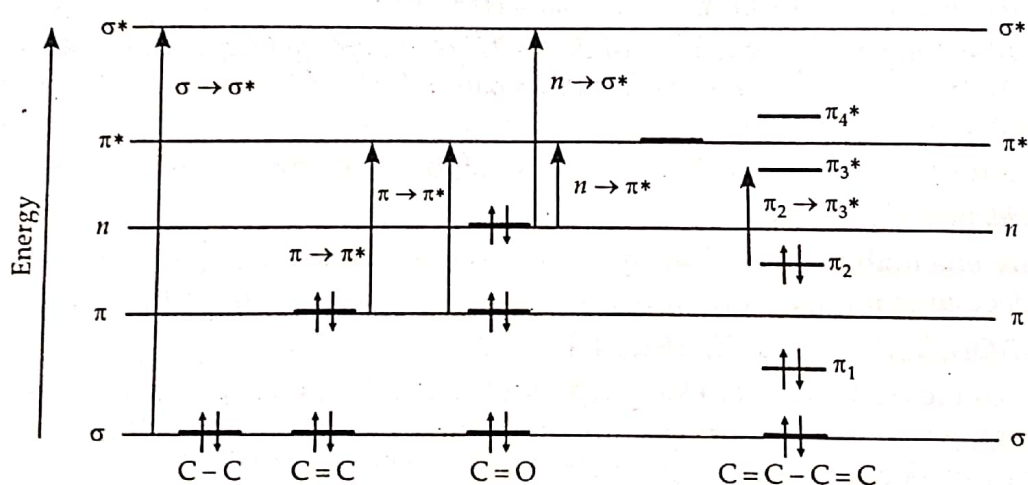 σ* σ*
σ → σ* n → σ*
π₄*
π* π*
π₃*
π → π* n → π*
π₂ → π₃*
n n
π → π* π₂
Energy
π π
π₁
σ σ
C – C C = C C = O C = C – C = C